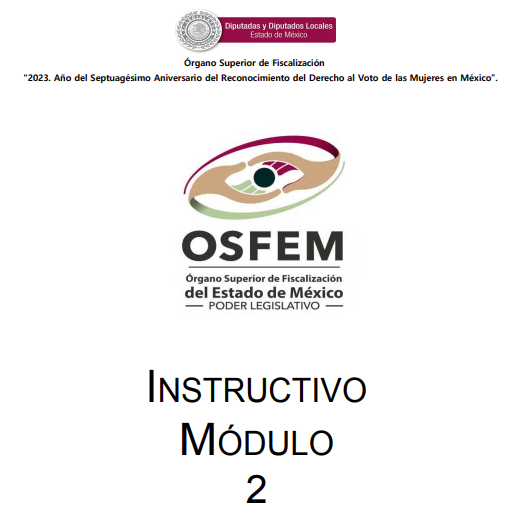 Diputadas y Diputados Locales
Estado de México
Órgano Superior de Fiscalización
"2023. Año del Septuagésimo Aniversario del Reconocimiento del Derecho al Voto de las Mujeres en México".
OSFEM
Órgano Superior de Fiscalización
del Estado de México
PODER LEGISLATIVO
INSTRUCTIVO
MÓDULO
2